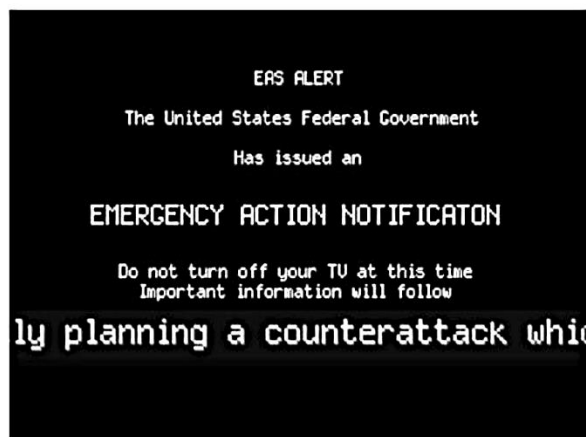 EAS ALERT
The United States Federal Government
Has issued an
EMERGENCY ACTION NOTIFICATON
Do not turn off your TV at this time
Important information will follow
ly planning a counterattack whic